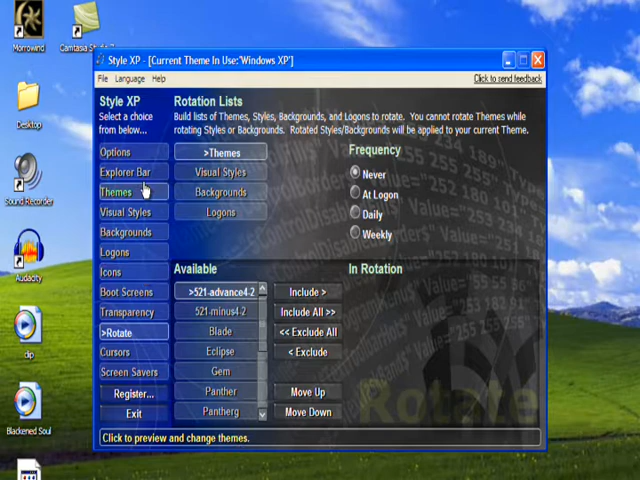 Morrowind
Camtasia Studio
Desktop
Sound Recorder
Audacity
dip
Blackened Soul
Style XP - [Current Theme In Use:'Windows XP']
File Language Help
Click to send feedback
Style XP
Select a choice
from below...
Options
Explorer Bar
Themes
Visual Styles
Backgrounds
Logons
Icons
Boot Screens
Transparency
>Rotate
Cursors
Screen Savers
Register...
Exit
Rotation Lists
Build lists of Themes, Styles, Backgrounds, and Logons to rotate. You cannot rotate Themes while
rotating Styles or Backgrounds. Rotated Styles/Backgrounds will be applied to your current Theme.
>Themes
Visual Styles
Backgrounds
Logons
Frequency
Never
At Logon
Daily
Weekly
Available
>521-advance4-2
521-minus4-2
Blade
Eclipse
Gem
Panther
Pantherg
Include >
Include All >>
<< Exclude All
< Exclude
Move Up
Move Down
In Rotation
Rotate
Click to preview and change themes.